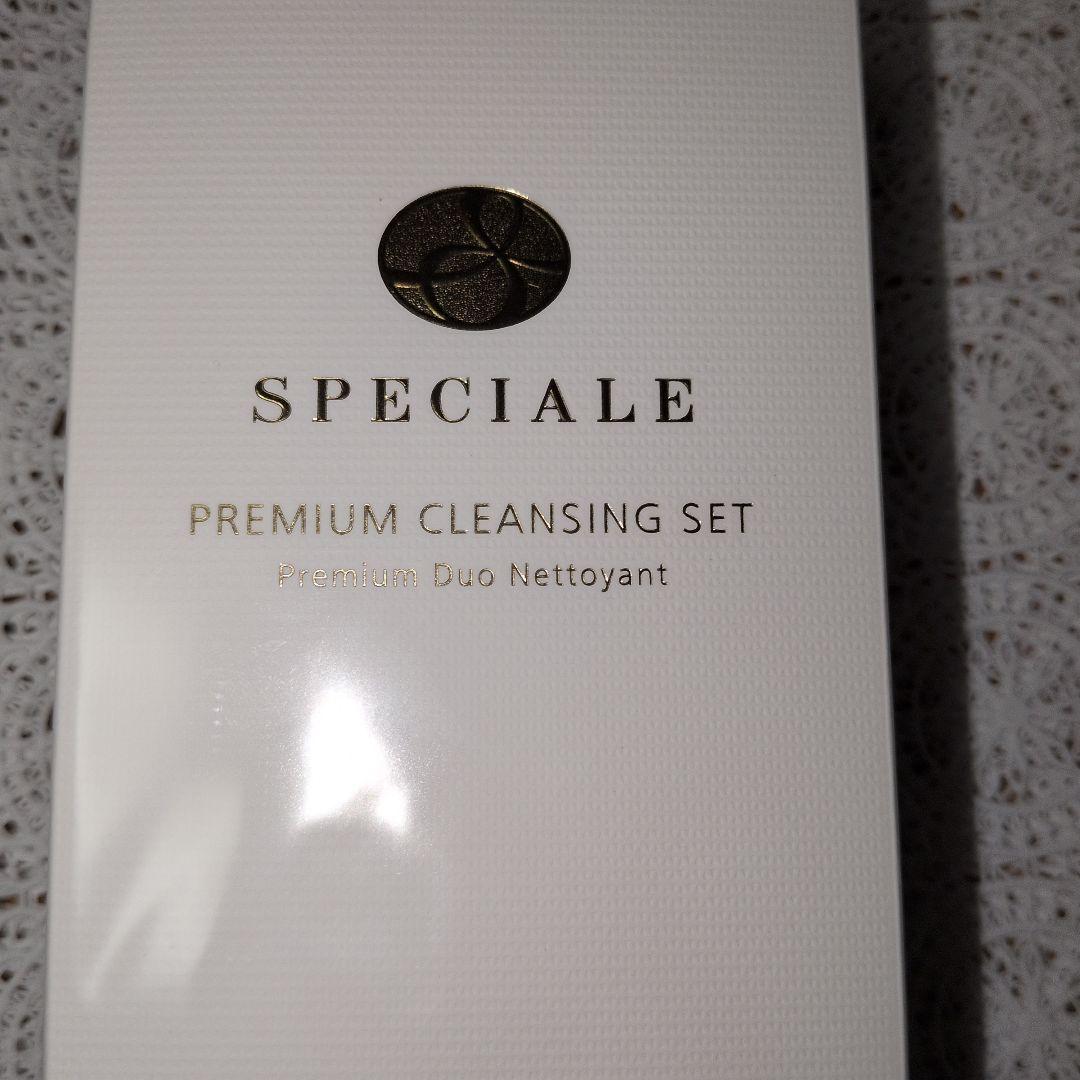 SPECIALE
PREMIUM CLEANSING SET
Premium Duo Nettoyant